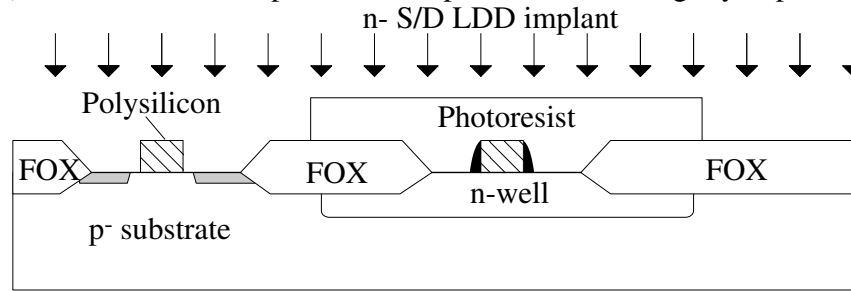 n- S/D LDD implant
Polysilicon
Photoresist
FOX
FOX
FOX
n-well
p- substrate